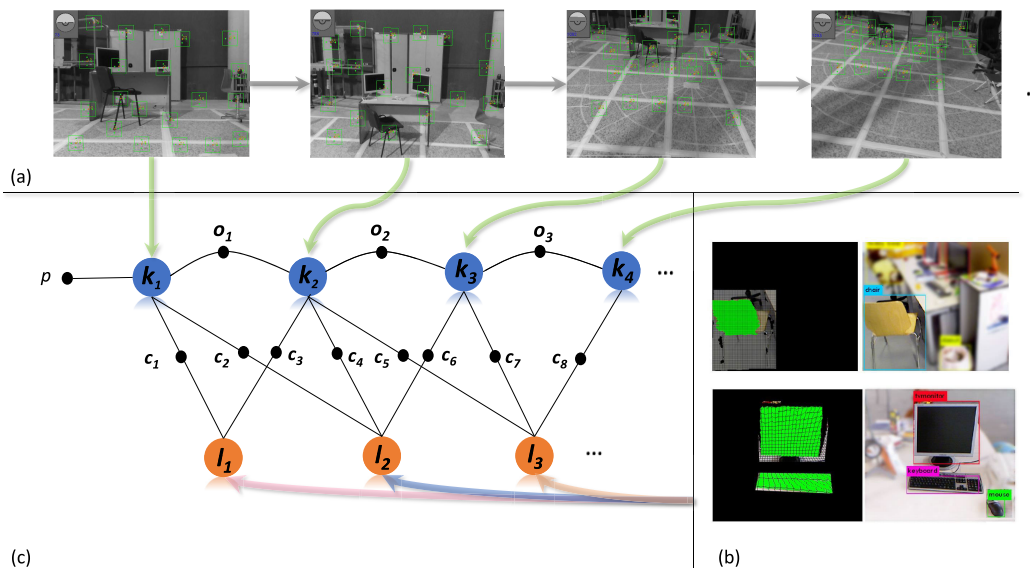 (a)
o1
o2
o3
p
k1
k2
k3
k4
...
c1
c2
c3
c4
c5
c6
c7
c8
l1
l2
l3
...
(c)
chair
tvmonitor
keyboard
mouse
(b)